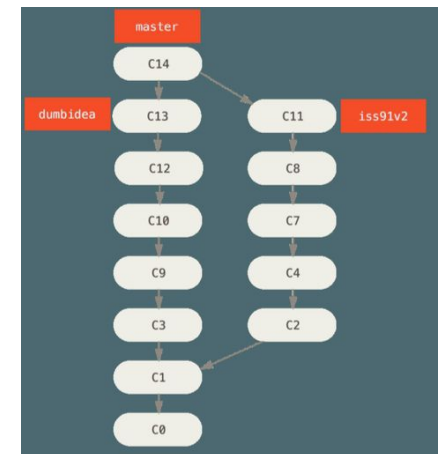 master
C14
dumbidea C13 C11 iss91v2
C12 C8
C10 C7
C9 C4
C3 C2
C1
C0